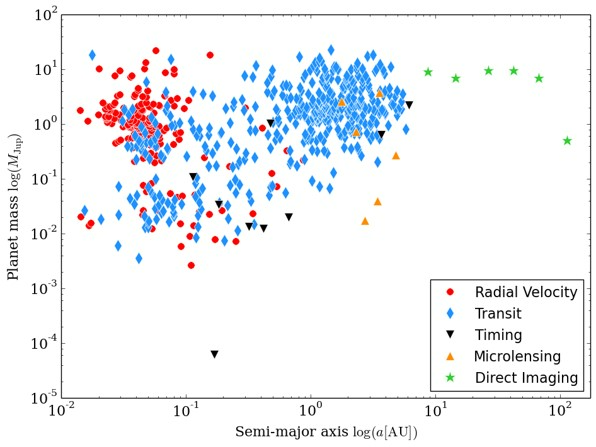 10^2
10^1
10^0
10^-1
10^-2
10^-3
10^-4
10^-5
Planet mass log(M_Jup)
Radial Velocity
Transit
Timing
Microlensing
Direct Imaging
10^-2 10^-1 10^0 10^1 10^2
Semi-major axis log(a[AU])